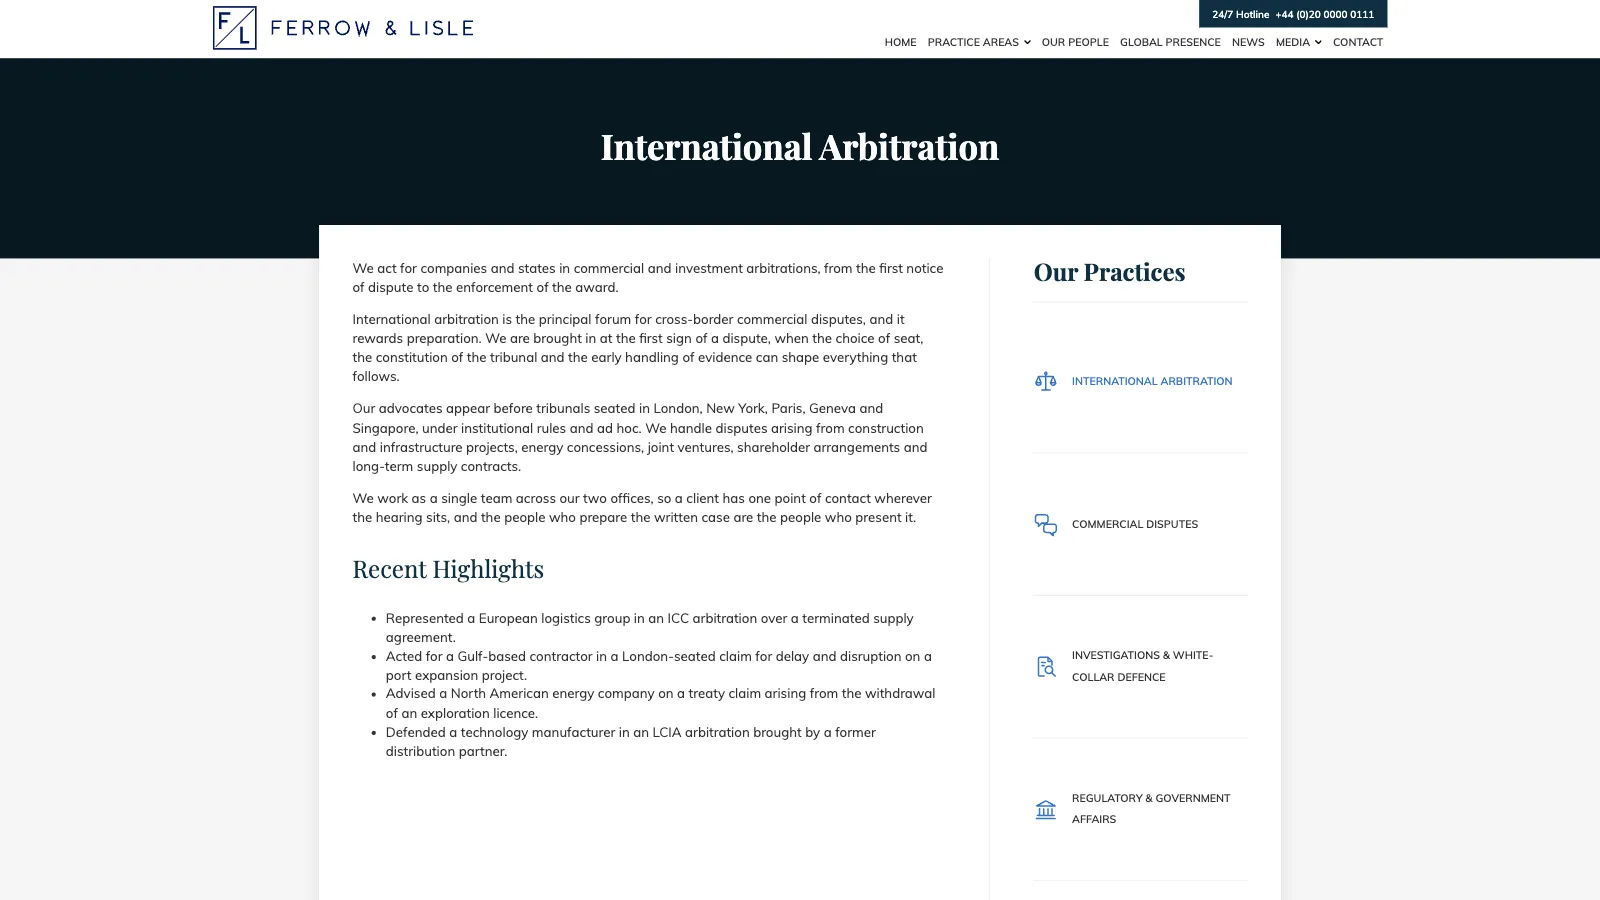 FL FERROW & LISLE
24/7 Hotline +44 (0)20 0000 0111
HOME PRACTICE AREAS OUR PEOPLE GLOBAL PRESENCE NEWS MEDIA CONTACT
International Arbitration
We act for companies and states in commercial and investment arbitrations, from the first notice
of dispute to the enforcement of the award.
International arbitration is the principal forum for cross-border commercial disputes, and it
rewards preparation. We are brought in at the first sign of a dispute, when the choice of seat,
the constitution of the tribunal and the early handling of evidence can shape everything that
follows.
Our advocates appear before tribunals seated in London, New York, Paris, Geneva and
Singapore, under institutional rules and ad hoc. We handle disputes arising from construction
and infrastructure projects, energy concessions, joint ventures, shareholder arrangements and
long-term supply contracts.
We work as a single team across our two offices, so a client has one point of contact wherever
the hearing sits, and the people who prepare the written case are the people who present it.
Recent Highlights
• Represented a European logistics group in an ICC arbitration over a terminated supply
agreement.
• Acted for a Gulf-based contractor in a London-seated claim for delay and disruption on a
port expansion project.
• Advised a North American energy company on a treaty claim arising from the withdrawal
of an exploration licence.
• Defended a technology manufacturer in an LCIA arbitration brought by a former
distribution partner.
Our Practices
INTERNATIONAL ARBITRATION
COMMERCIAL DISPUTES
INVESTIGATIONS & WHITE-
COLLAR DEFENCE
REGULATORY & GOVERNMENT
AFFAIRS